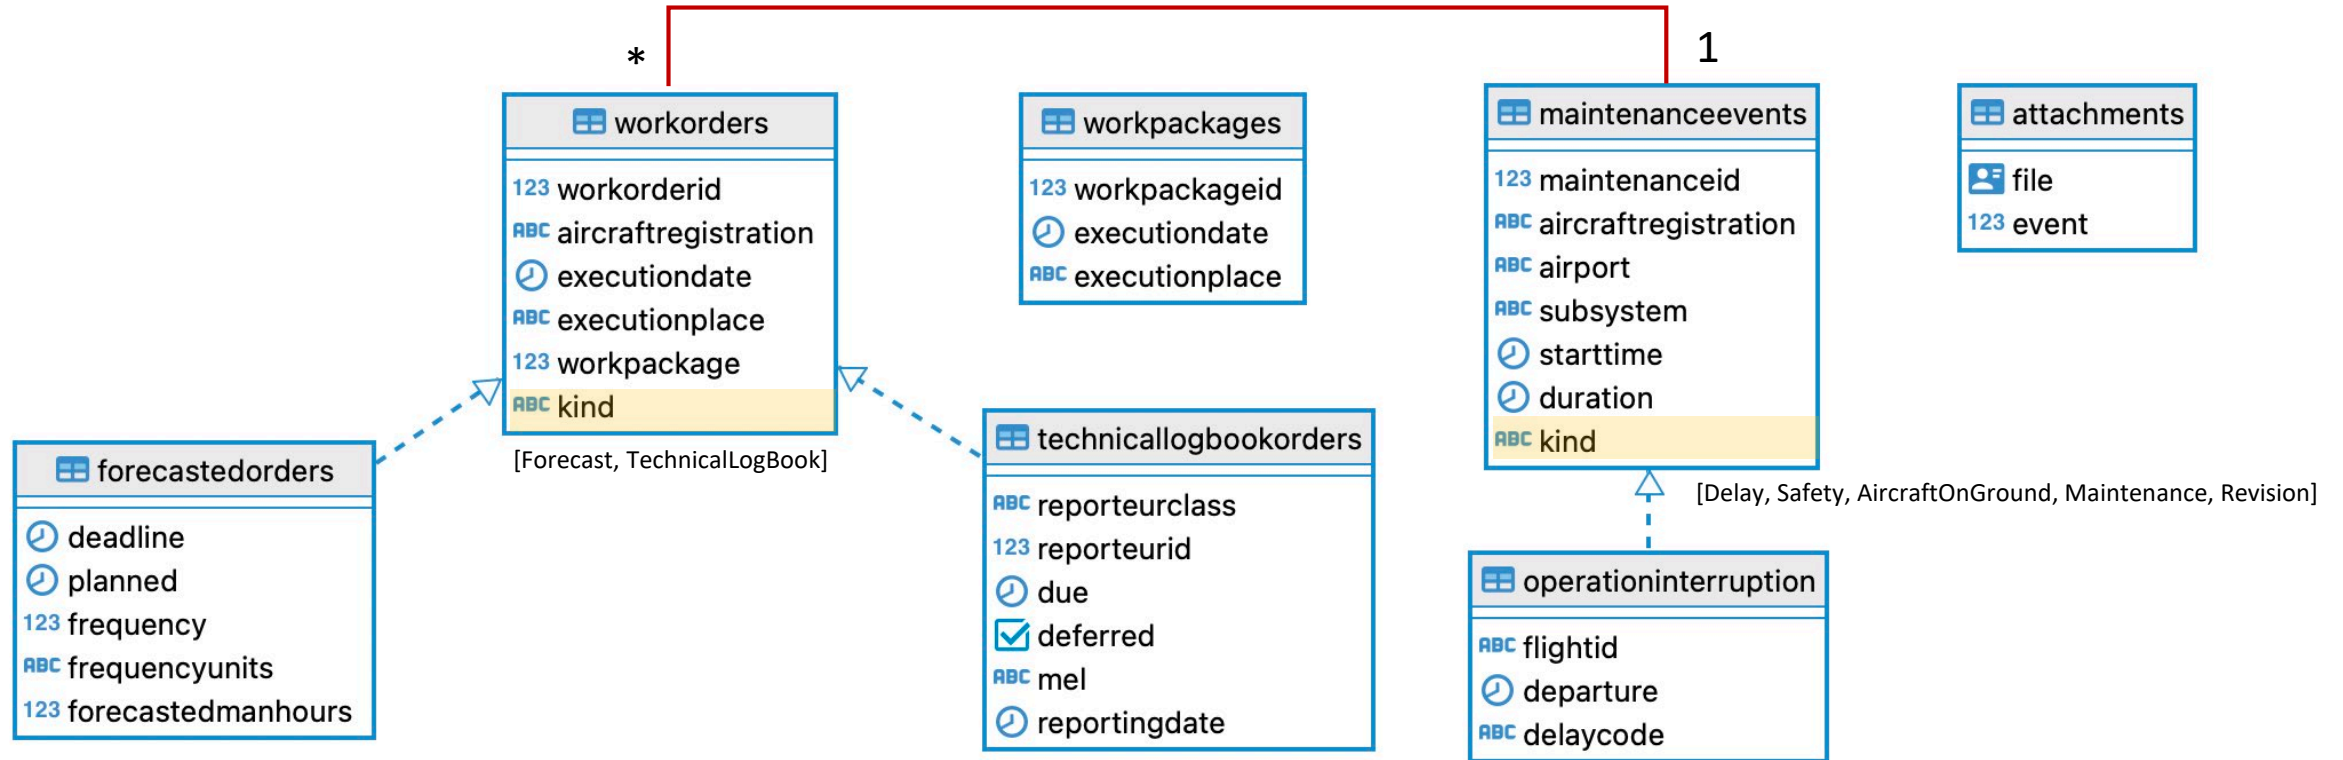 *
1
workorders
123 workorderid
ABC aircraftregistration
executiondate
ABC executionplace
123 workpackage
ABC kind
[Forecast, TechnicalLogBook]
workpackages
123 workpackageid
executiondate
ABC executionplace
maintenanceevents
123 maintenanceid
ABC aircraftregistration
ABC airport
ABC subsystem
starttime
duration
ABC kind
[Delay, Safety, AircraftOnGround, Maintenance, Revision]
attachments
file
123 event
forecastedorders
deadline
planned
123 frequency
ABC frequencyunits
123 forecastedmanhours
technicallogbookorders
ABC reporteurclass
123 reporteurid
due
deferred
ABC mel
reportingdate
operationinterruption
ABC flightid
departure
ABC delaycode